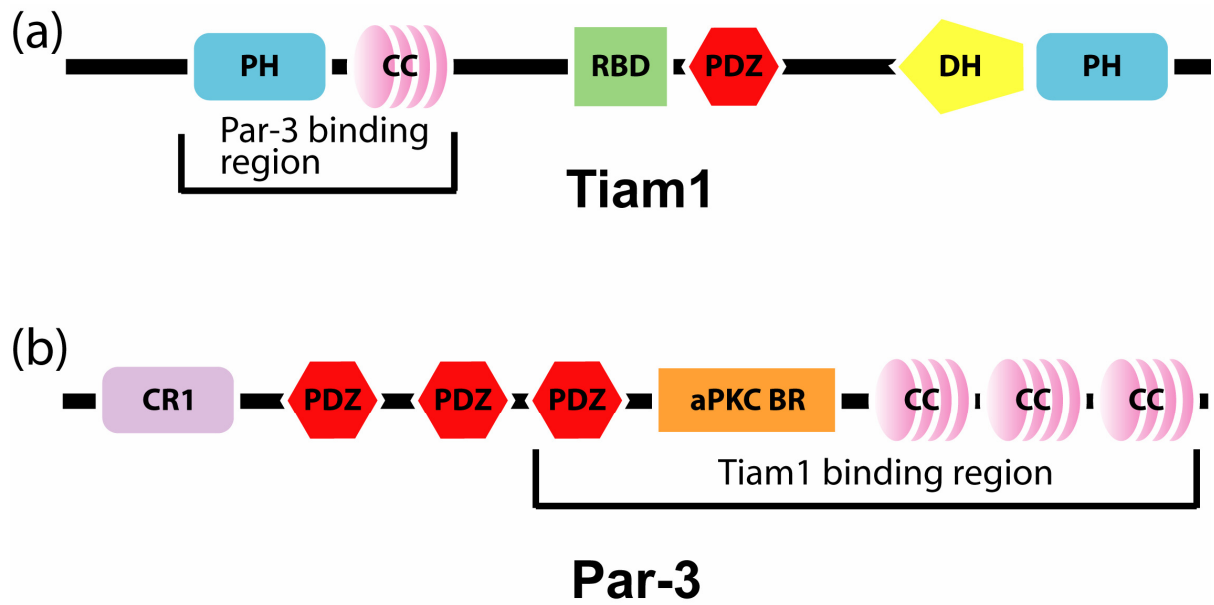 (a)
PH CC RBD PDZ DH PH
Par-3 binding
region
Tiam1
(b)
CR1 PDZ PDZ PDZ aPKC BR CC CC CC
Tiam1 binding region
Par-3